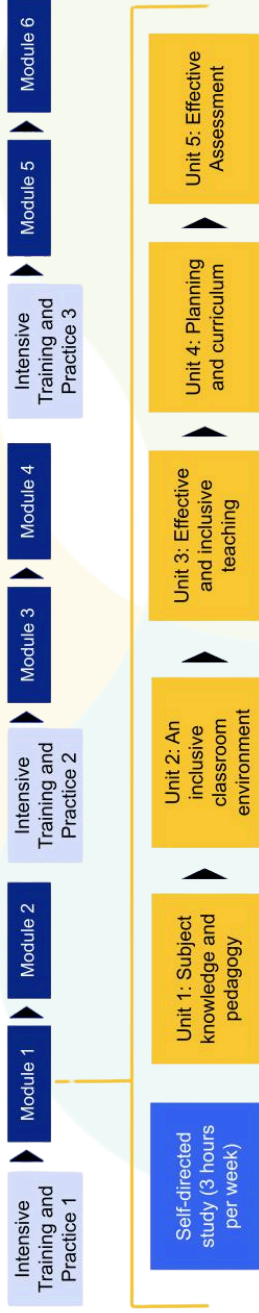 Intensive
Training and
Practice 1
Module 1
Module 2
Intensive
Training and
Practice 2
Module 3
Module 4
Intensive
Training and
Practice 3
Module 5
Module 6
Self-directed
study (3 hours
per week)
Unit 1: Subject
knowledge and
pedagogy
Unit 2: An
inclusive
classroom
environment
Unit 3: Effective
and inclusive
teaching
Unit 4: Planning
and curriculum
Unit 5: Effective
Assessment